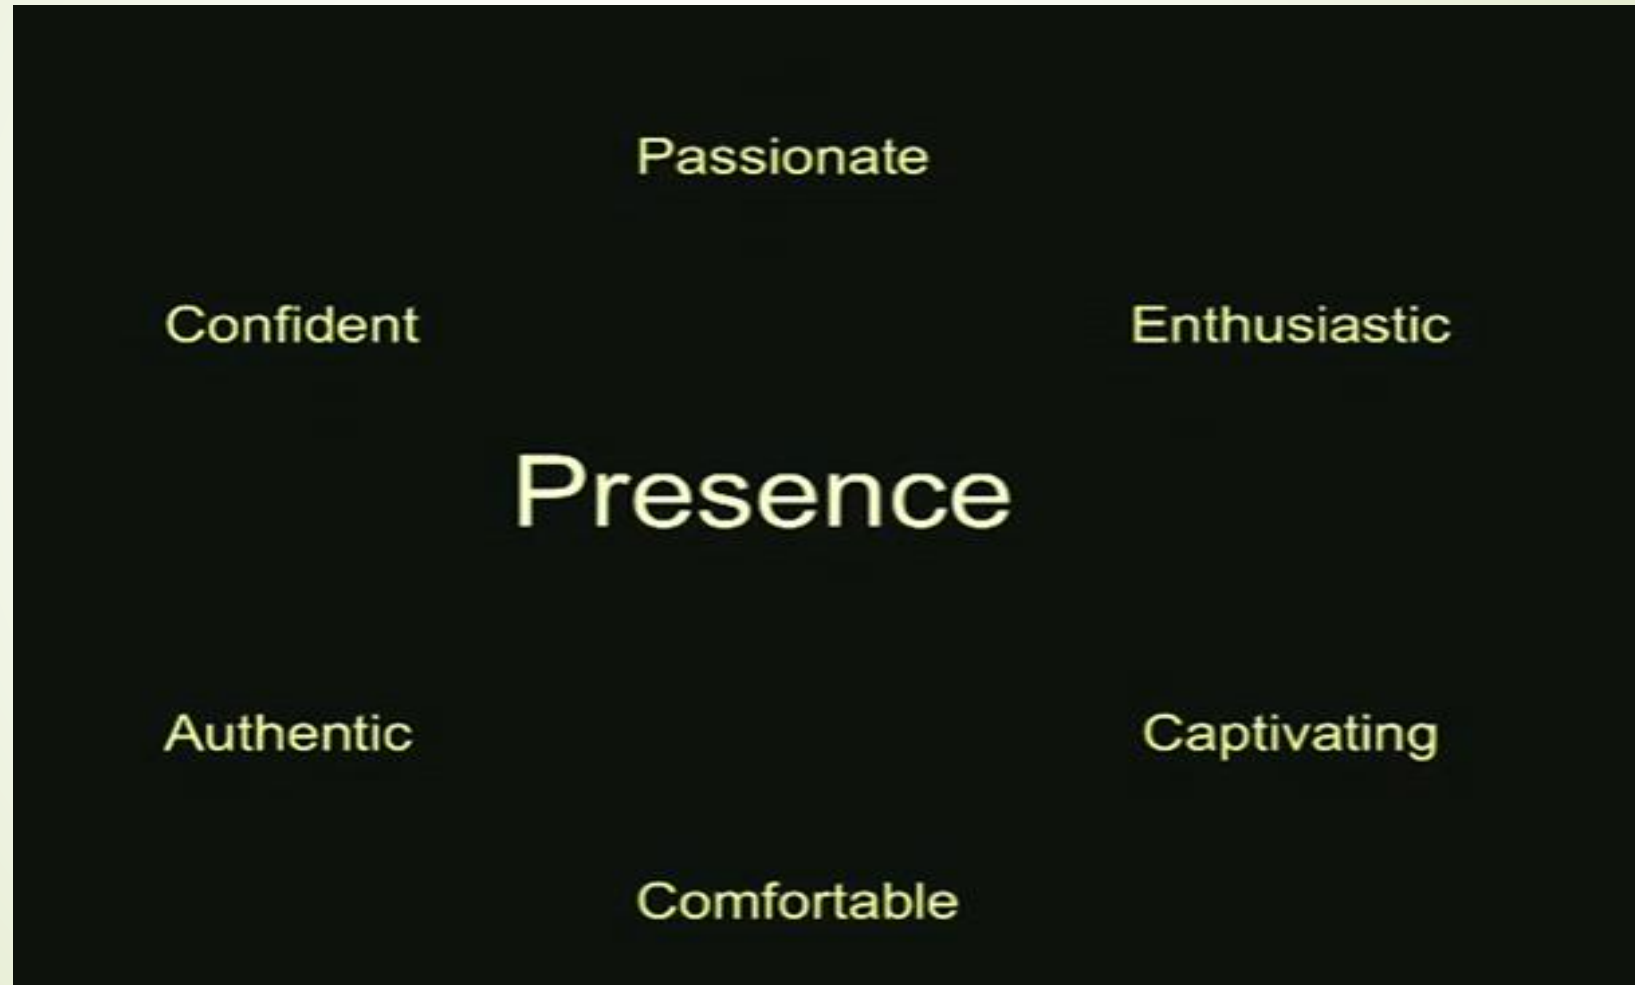 Passionate
Confident
Enthusiastic
Presence
Authentic
Captivating
Comfortable